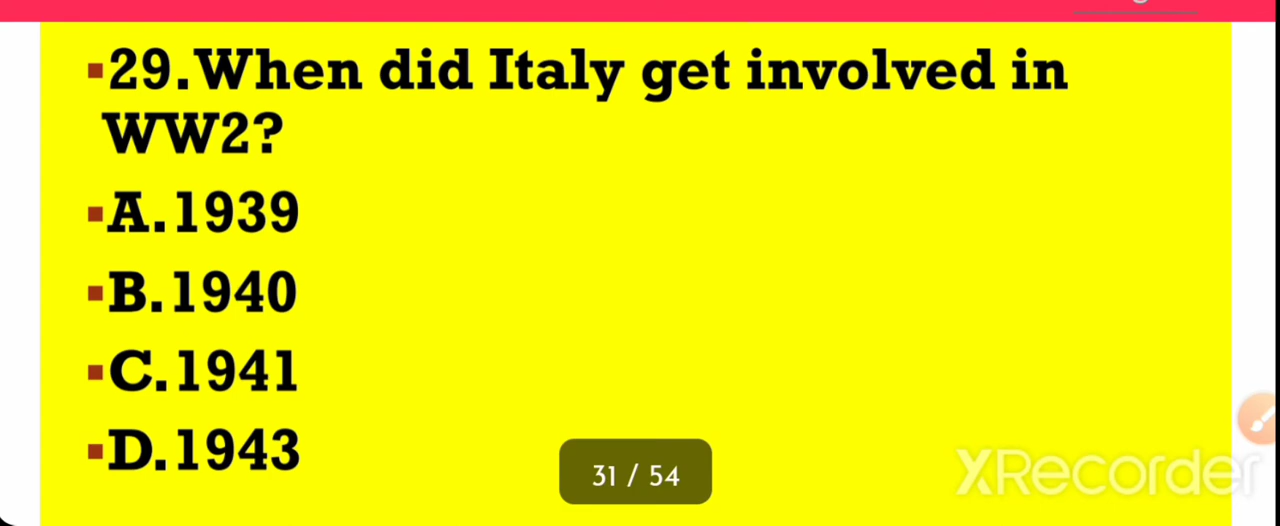 ▪29.When did Italy get involved in
WW2?
▪A.1939
▪B.1940
▪C.1941
▪D.1943
31 / 54
XRecorder